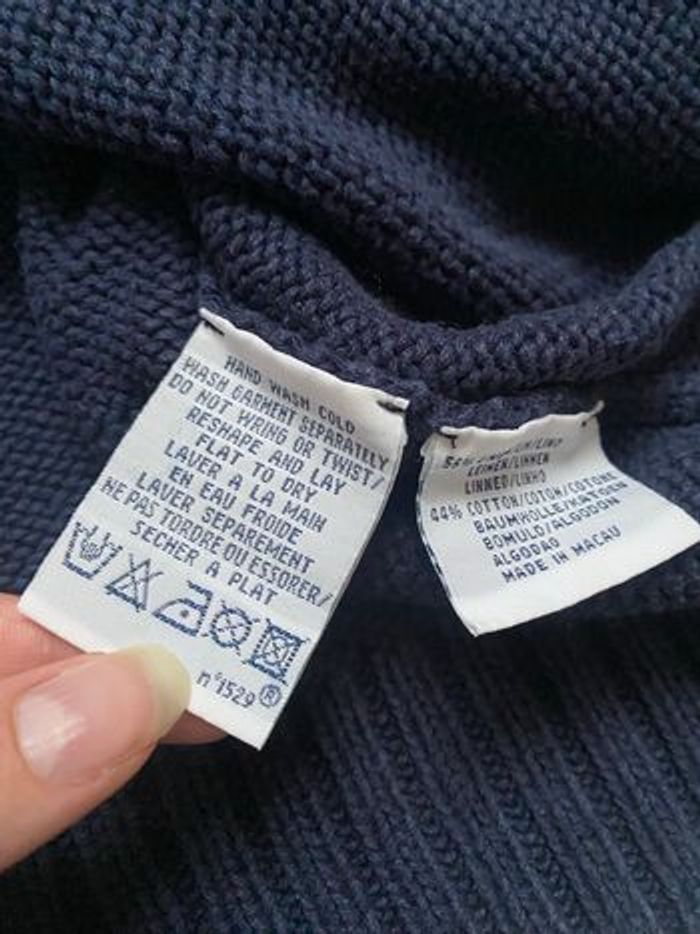 HAND WASH COLD
WASH GARMENT SEPARATELY
DO NOT WRING OR TWIST/
RESHAPE AND LAY
FLAT TO DRY
LAVER A LA MAIN
EN EAU FROIDE
LAVER SEPAREMENT
NE PAS TORDRE OU ESSORER/
SECHER A PLAT
n°1529 ®
LEINEN/LINNEN
LINNED/LINHO
44% COTTON/COTON/COTONE
BAUMWOLLE/KATOEN
BOMULD/ALGODON
ALGODAO
MADE IN MACAU